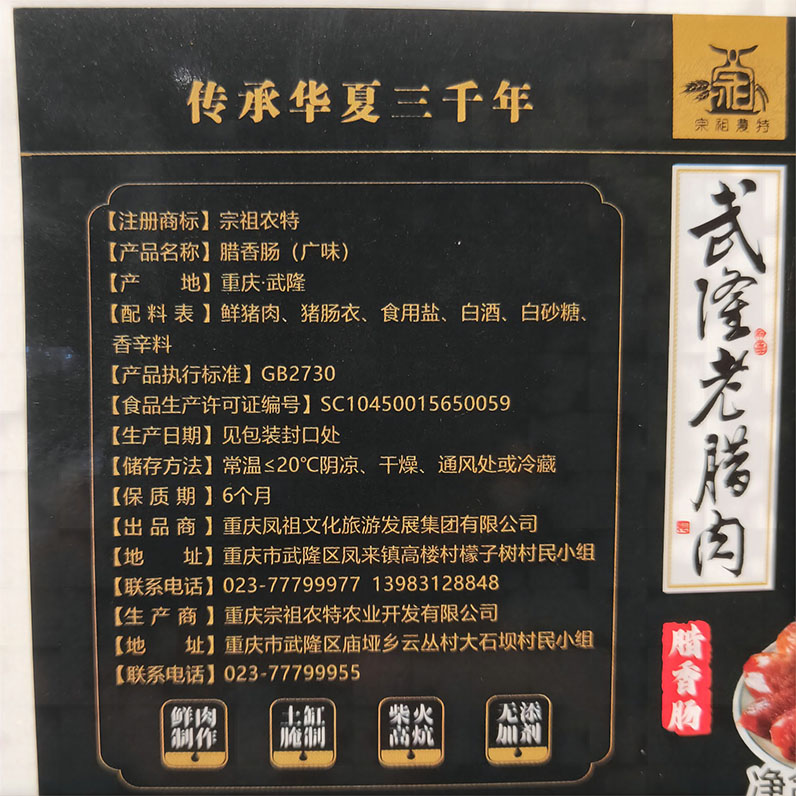 传承华夏三千年
宗祖農特
【注册商标】宗祖农特
【产品名称】腊香肠（广味）
【产 地】重庆·武隆
【配 料 表 】鲜猪肉、猪肠衣、食用盐、白酒、白砂糖、
香辛料
【产品执行标准】GB2730
【食品生产许可证编号】SC10450015650059
【生产日期】见包装封口处
【储存方法】常温≤20℃阴凉、干燥、通风处或冷藏
【保 质 期 】6个月
【出 品 商 】重庆凤祖文化旅游发展集团有限公司
【地 址】重庆市武隆区凤来镇高楼村檬子树村民小组
【联系电话】023-77799977 13983128848
【生 产 商 】重庆宗祖农特农业开发有限公司
【地 址】重庆市武隆区庙垭乡云丛村大石坝村民小组
【联系电话】023-77799955
鲜肉制作
土缸腌制
柴火高炕
无添加剂
武隆老腊肉
腊香肠
净